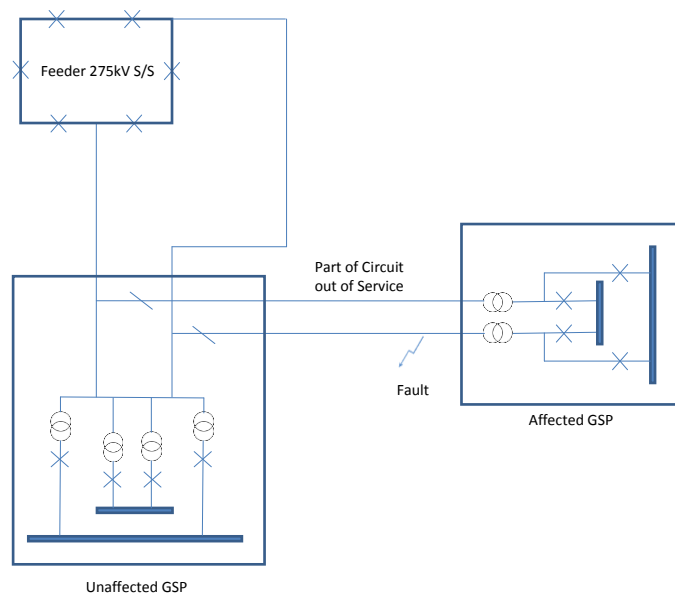 Feeder 275kV S/S
Part of Circuit
out of Service
Fault
Affected GSP
Unaffected GSP